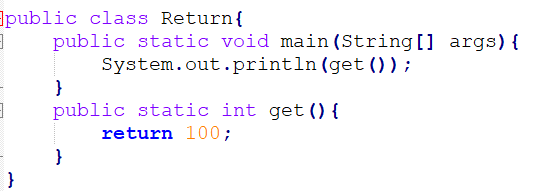 public class Return{
    public static void main(String[] args){
        System.out.println(get());
    }
    public static int get(){
        return 100;
    }
}